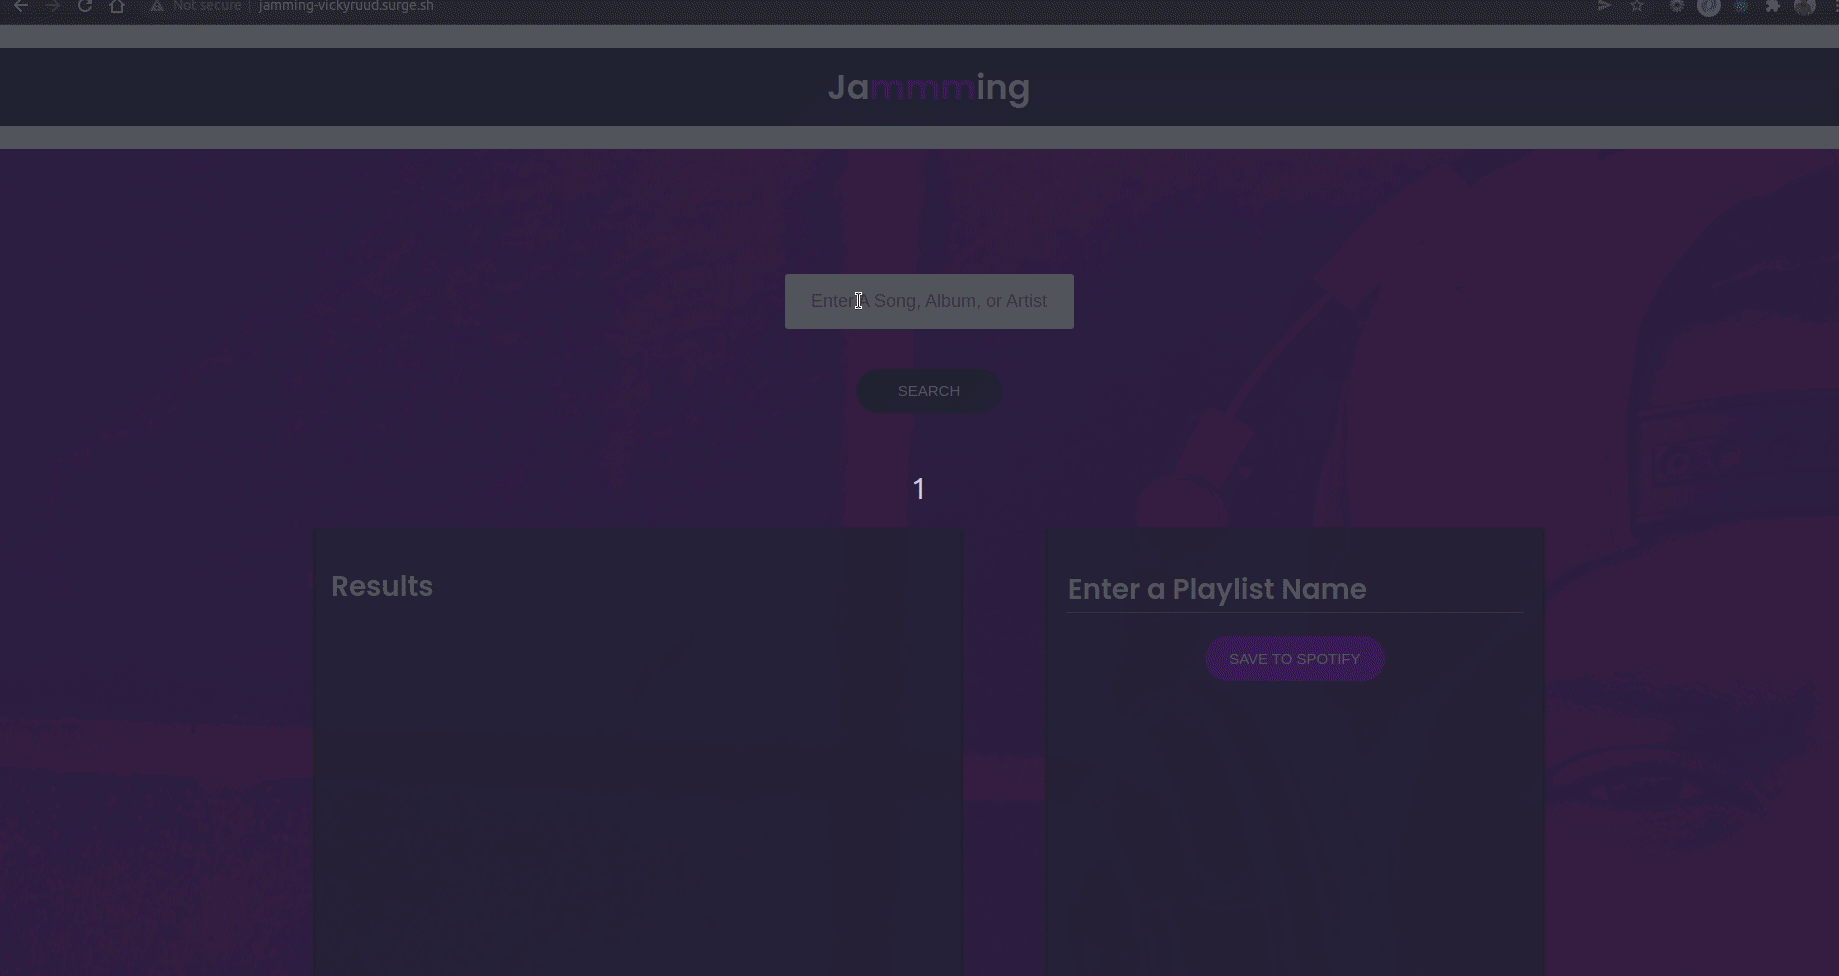 Not secure | jamming-vickyruud.surge.sh
Jammming
Enter A Song, Album, or Artist
SEARCH
1
Results
Enter a Playlist Name
SAVE TO SPOTIFY